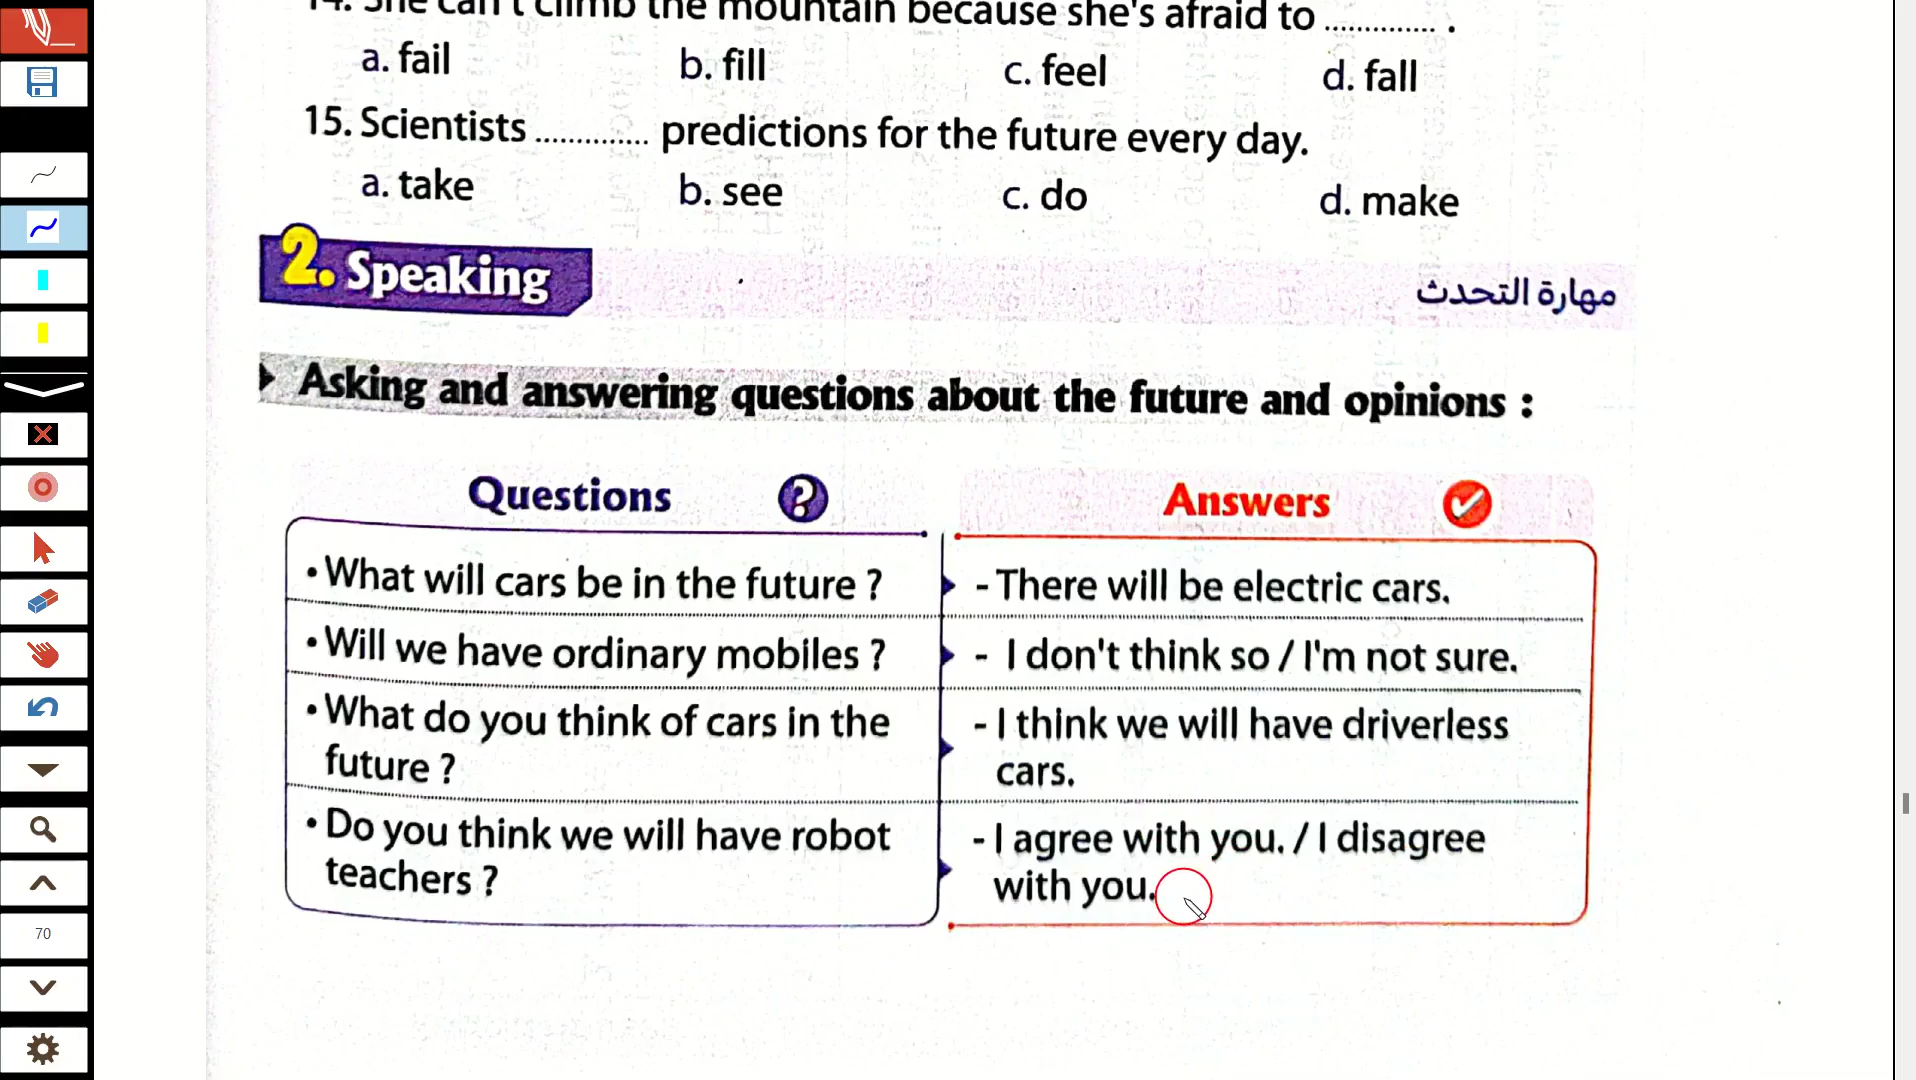 14. She can't climb the mountain because she's afraid to .............. .
a. fail b. fill c. feel d. fall
15. Scientists .............. predictions for the future every day.
a. take b. see c. do d. make
2. Speaking مهارة التحدث
Asking and answering questions about the future and opinions :
Questions ? Answers
• What will cars be in the future ? - There will be electric cars.
• Will we have ordinary mobiles ? - I don't think so / I'm not sure.
• What do you think of cars in the - I think we will have driverless
future ? cars.
• Do you think we will have robot - I agree with you. / I disagree
teachers ? with you.
70